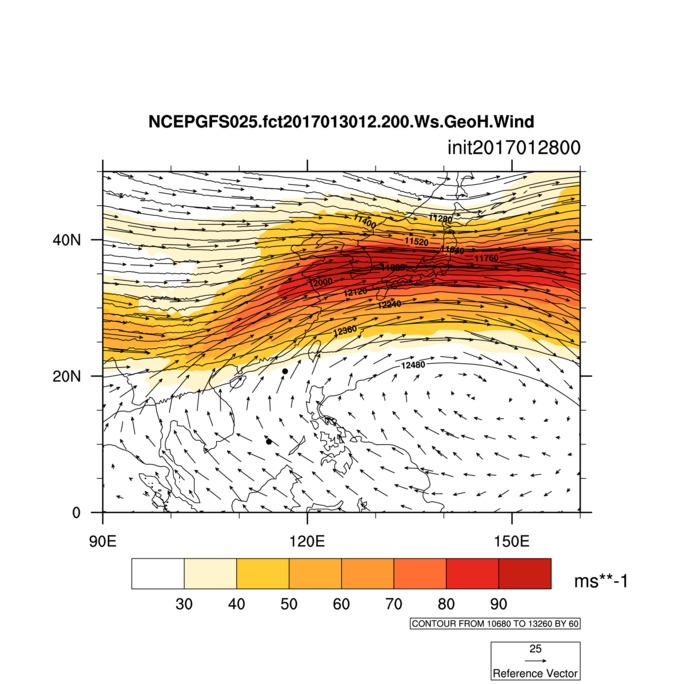 NCEPGFS025.fct2017013012.200.Ws.GeoH.Wind
init2017012800
11400
11280
40N
11520
11640
11760
11880
12000
12120
12240
12360
12480
20N
0
90E
120E
150E
ms**-1
30 40 50 60 70 80 90
CONTOUR FROM 10680 TO 13260 BY 60
25
Reference Vector